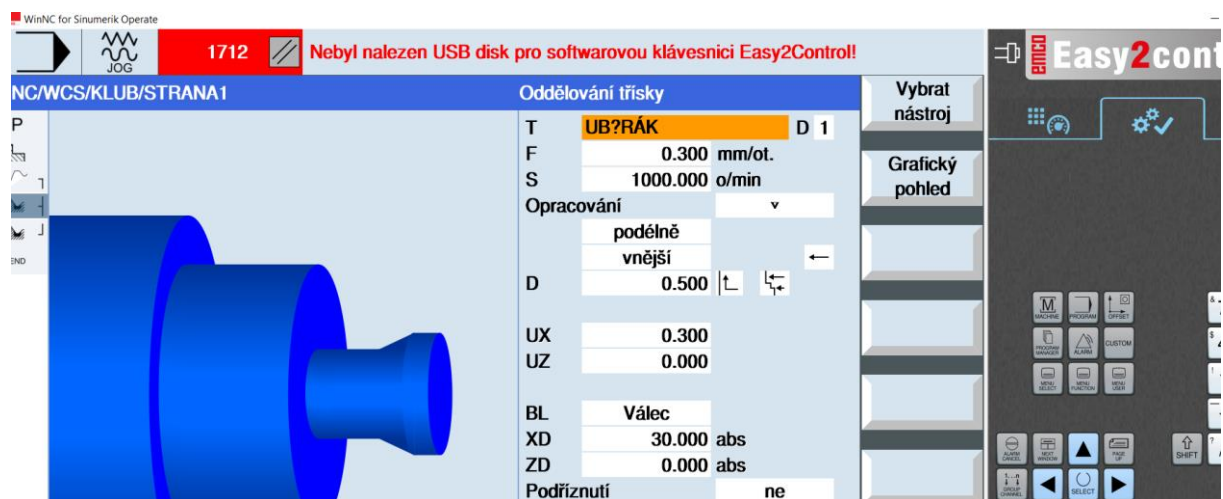 WinNC for Sinumerik Operate
JOG
1712
Nebyl nalezen USB disk pro softwarovou klávesnici Easy2Control!
emco
Easy2cont
NC/WCS/KLUB/STRANA1
Oddělování třísky
Vybrat
nástroj
P
T UB?RÁK D 1
F 0.300 mm/ot.
S 1000.000 o/min
Grafický
pohled
Opracování v
podélně
vnější
END
D 0.500
UX 0.300
UZ 0.000
BL Válec
XD 30.000 abs
ZD 0.000 abs
Podříznutí ne
M
MACHINE PROGRAM OFFSET
PROGRAM
MANAGER ALARM CUSTOM
MENU
SELECT MENU
FUNCTION MENU
USER
ALARM
CANCEL NEXT
WINDOW PAGE
UP SHIFT
1...n
GROUP
CHANNEL SELECT